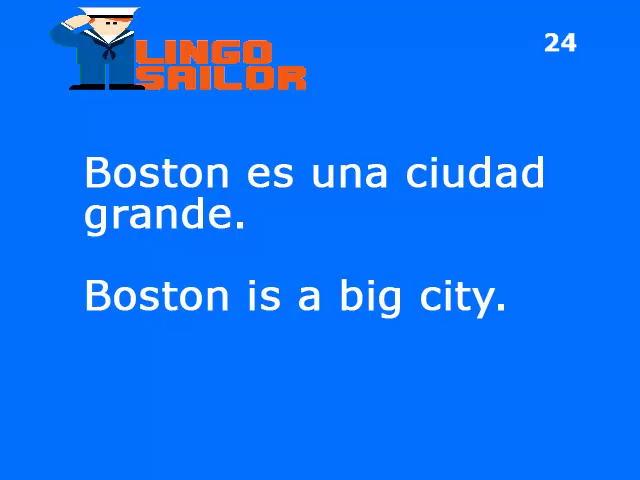 LINGO
SAILOR
24
Boston es una ciudad
grande.
Boston is a big city.